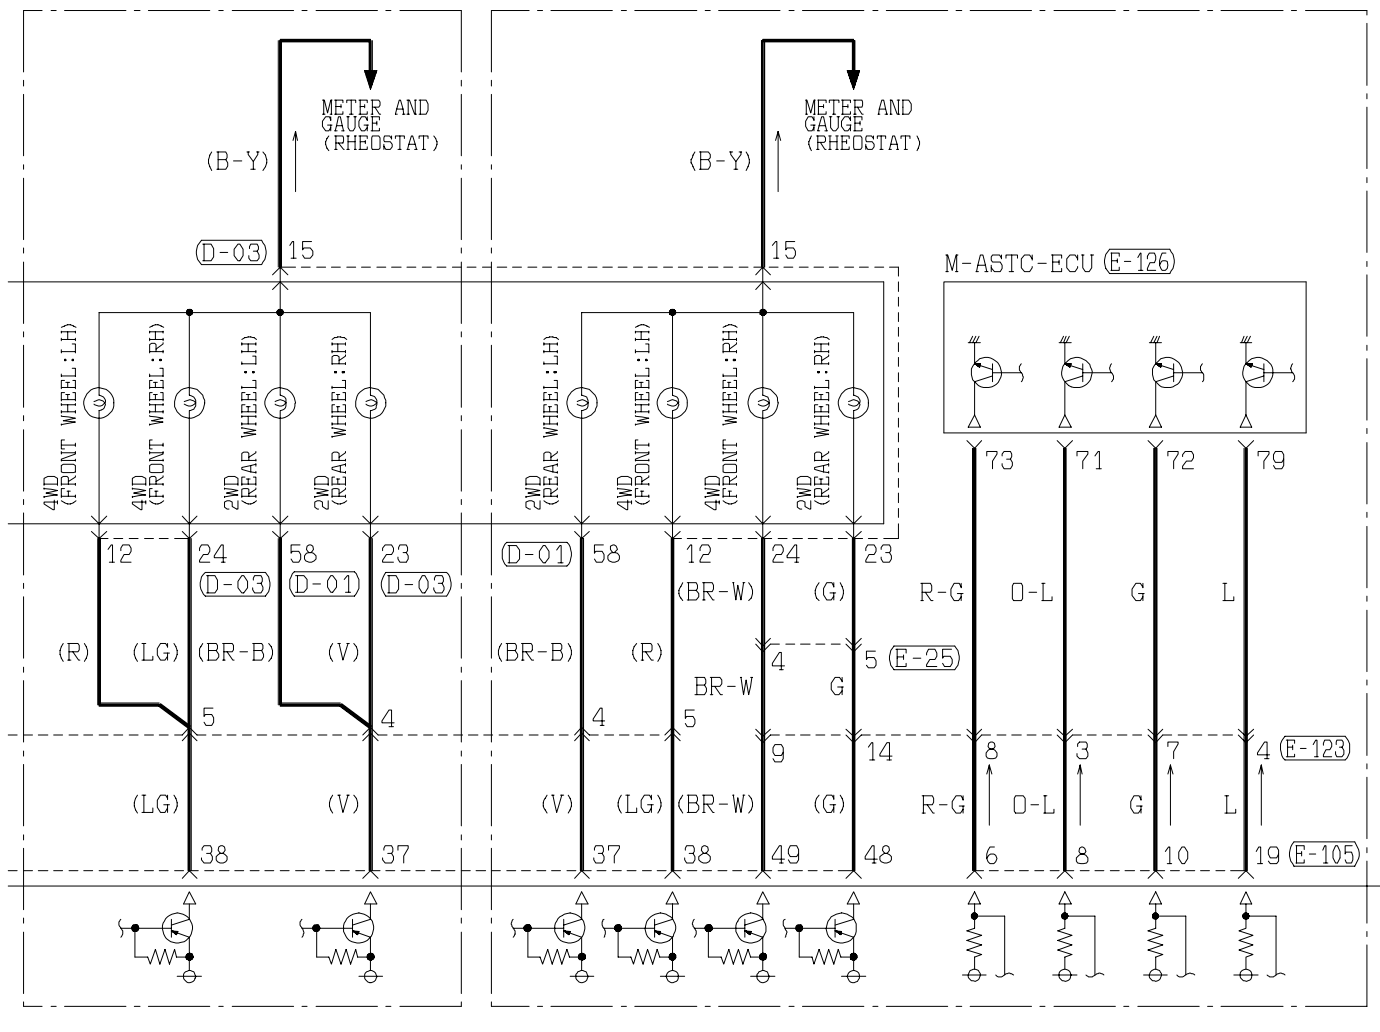 METER AND
GAUGE
(RHEOSTAT)
METER AND
GAUGE
(RHEOSTAT)
(B-Y)
(B-Y)
D-03
15
15
M-ASTC-ECU
E-126
4WD
(FRONT WHEEL:LH)
4WD
(FRONT WHEEL:RH)
2WD
(REAR WHEEL:LH)
2WD
(REAR WHEEL:RH)
2WD
(REAR WHEEL:LH)
4WD
(FRONT WHEEL:LH)
4WD
(FRONT WHEEL:RH)
2WD
(REAR WHEEL:RH)
73
71
72
79
12
24
58
23
D-01
58
12
24
23
D-03
D-01
D-03
(BR-W)
(G)
R-G
O-L
G
L
(R)
(LG)
(BR-B)
(V)
(BR-B)
(R)
4
5
E-25
BR-W
G
5
4
4
5
9
14
8
3
7
4
E-123
(LG)
(V)
(V)
(LG)
(BR-W)
(G)
R-G
O-L
G
L
38
37
37
38
49
48
6
8
10
19
E-105